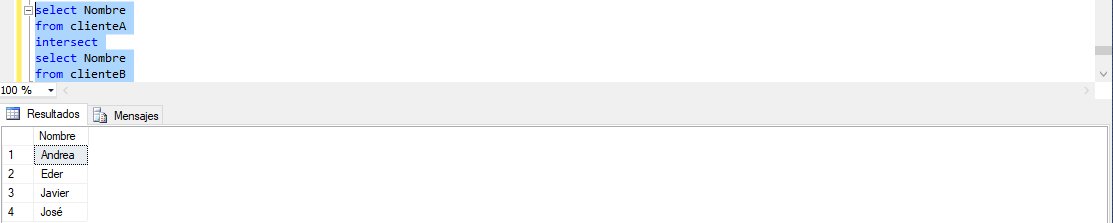 select Nombre
from clienteA
intersect
select Nombre
from clienteB
100 %
Resultados Mensajes
Nombre
1 Andrea
2 Eder
3 Javier
4 José